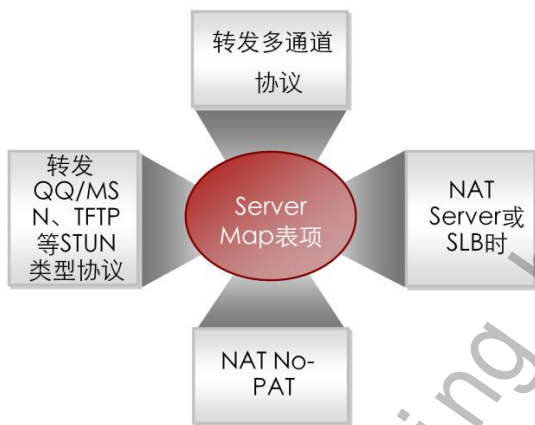 转发多通道
协议
转发
QQ/MS
N、TFTP
等STUN
类型协议
Server
Map表项
NAT
Server或
SLB时
NAT No-
PAT
ing